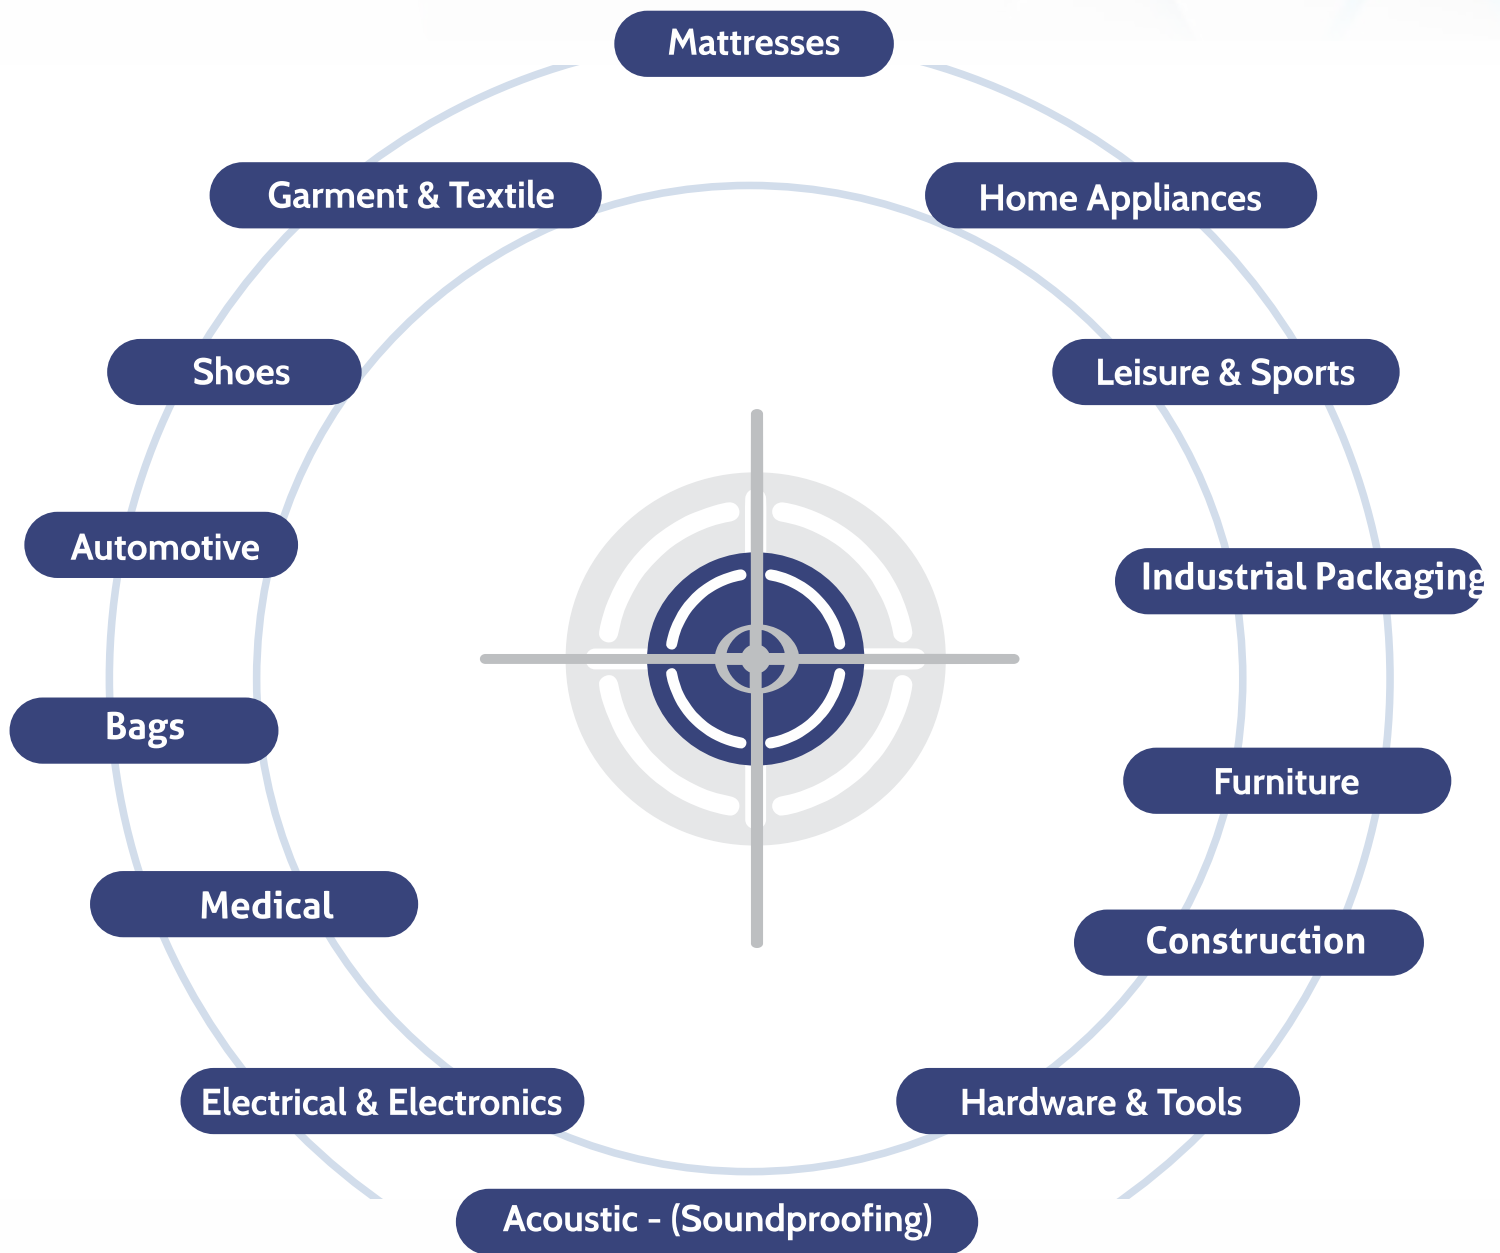 Mattresses
Garment & Textile
Home Appliances
Shoes
Leisure & Sports
Automotive
Industrial Packaging
Bags
Furniture
Medical
Construction
Electrical & Electronics
Hardware & Tools
Acoustic - (Soundproofing)